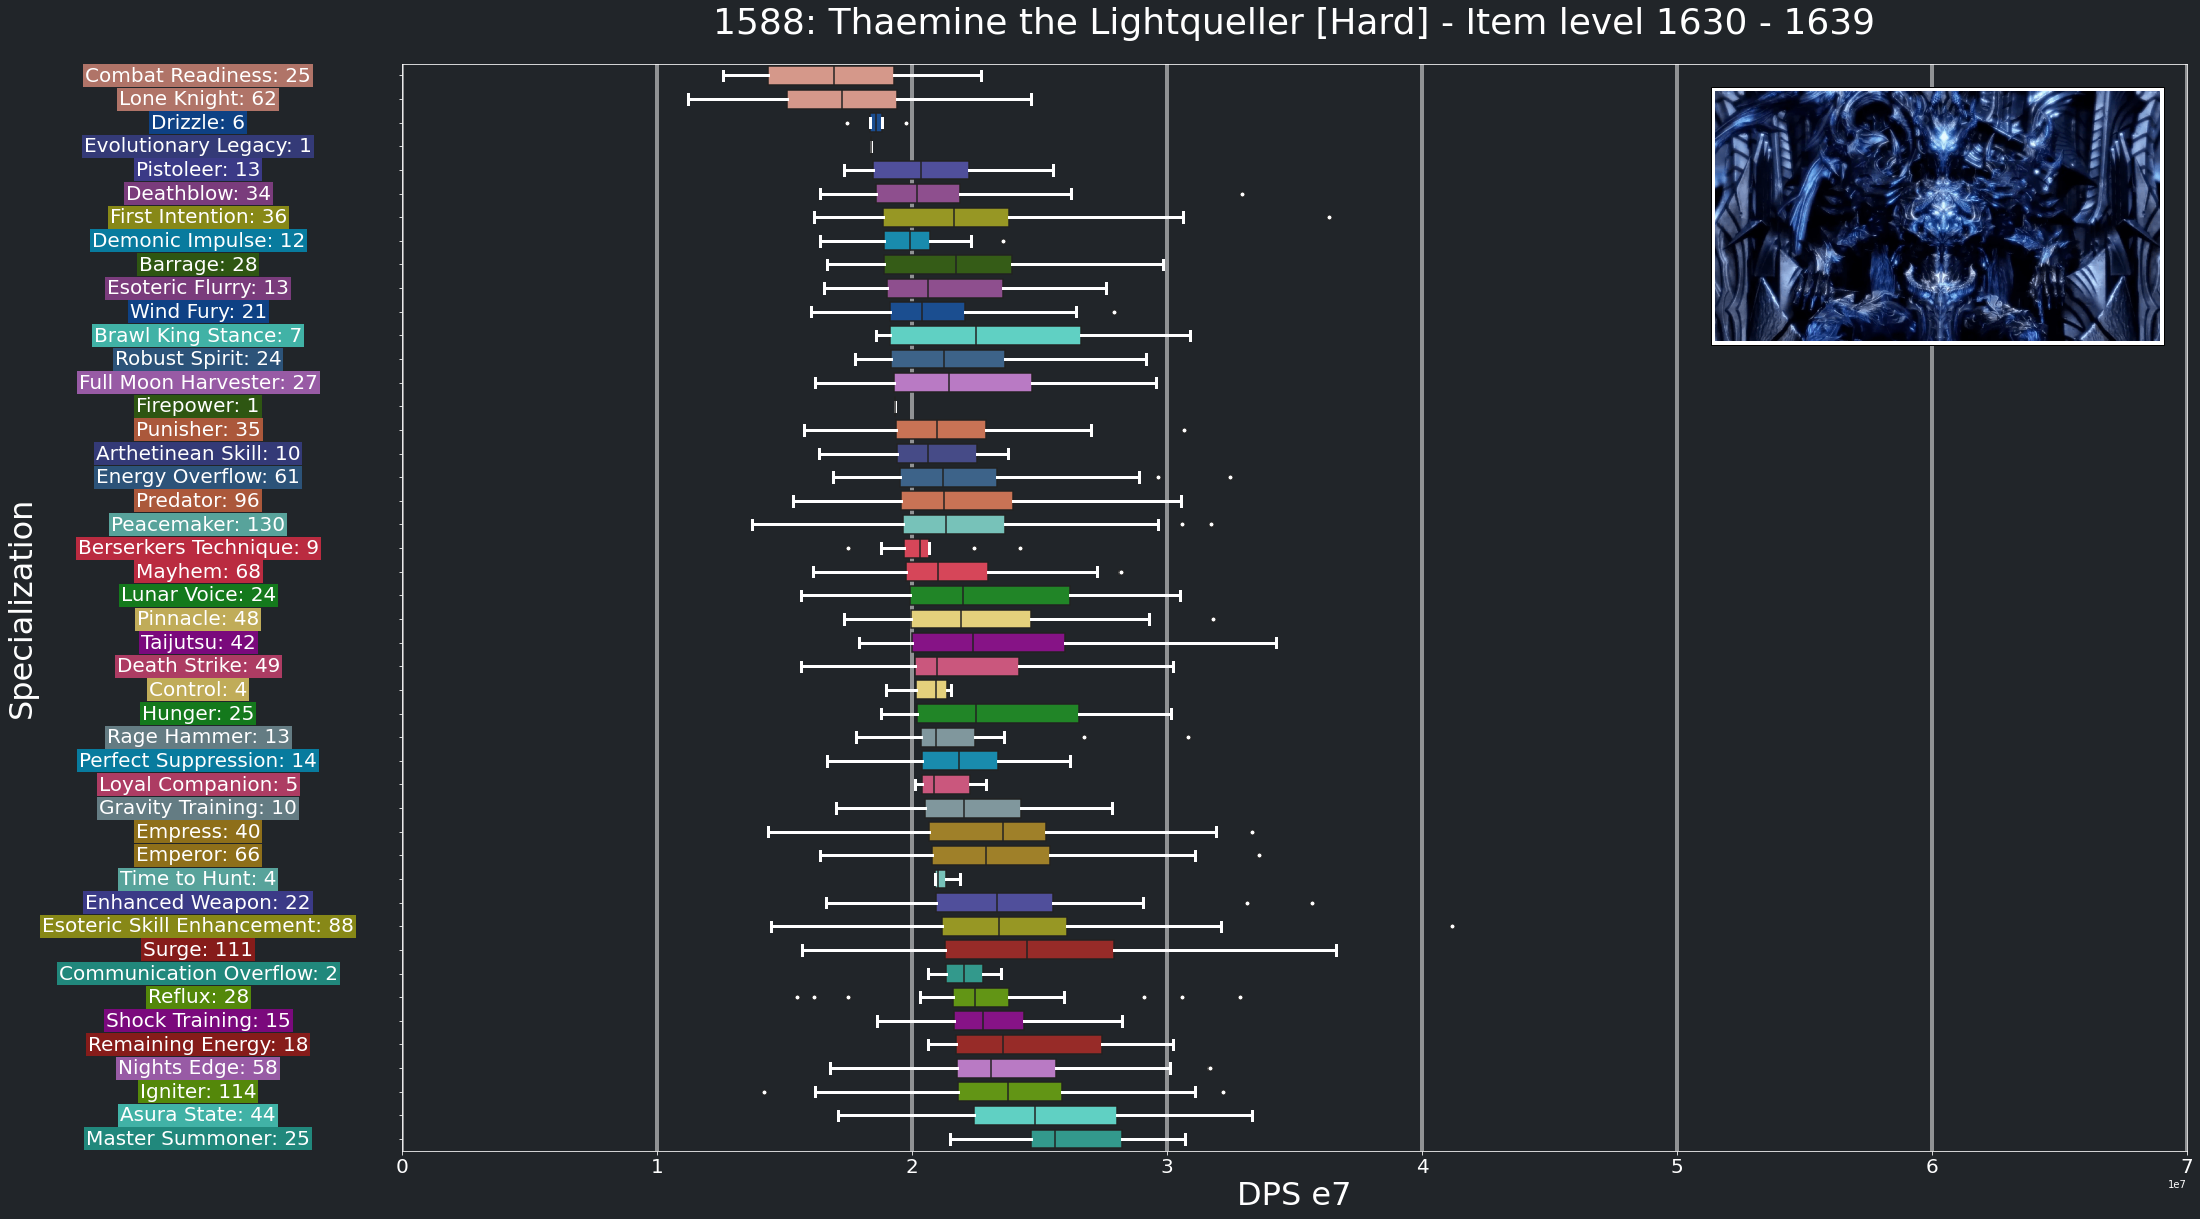 1588: Thaemine the Lightqueller [Hard] - Item level 1630 - 1639
Combat Readiness: 25
Lone Knight: 62
Drizzle: 6
Evolutionary Legacy: 1
Pistoleer: 13
Deathblow: 34
First Intention: 36
Demonic Impulse: 12
Barrage: 28
Esoteric Flurry: 13
Wind Fury: 21
Brawl King Stance: 7
Robust Spirit: 24
Full Moon Harvester: 27
Firepower: 1
Punisher: 35
Arthetinean Skill: 10
Energy Overflow: 61
Predator: 96
Peacemaker: 130
Berserkers Technique: 9
Mayhem: 68
Lunar Voice: 24
Pinnacle: 48
Taijutsu: 42
Death Strike: 49
Control: 4
Hunger: 25
Rage Hammer: 13
Perfect Suppression: 14
Loyal Companion: 5
Gravity Training: 10
Empress: 40
Emperor: 66
Time to Hunt: 4
Enhanced Weapon: 22
Esoteric Skill Enhancement: 88
Surge: 111
Communication Overflow: 2
Reflux: 28
Shock Training: 15
Remaining Energy: 18
Nights Edge: 58
Igniter: 114
Asura State: 44
Master Summoner: 25
Specialization
0 1 2 3 4 5 6 7
1e7
DPS e7